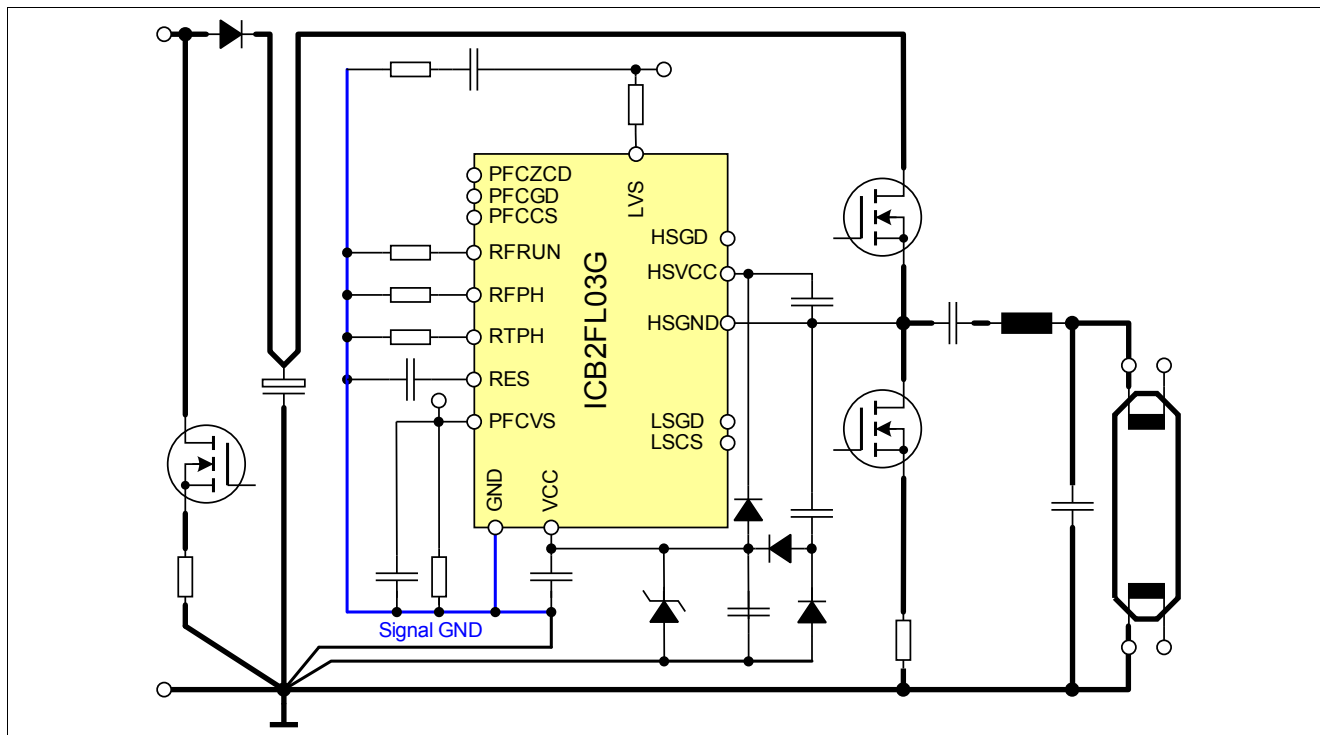 PFCZCD
PFCGD
PFCCS
RFRUN
RFPH
RTPH
RES
PFCVS
GND
VCC
LVS
ICB2FL03G
HSGD
HSVCC
HSGND
LSGD
LSCS
Signal GND